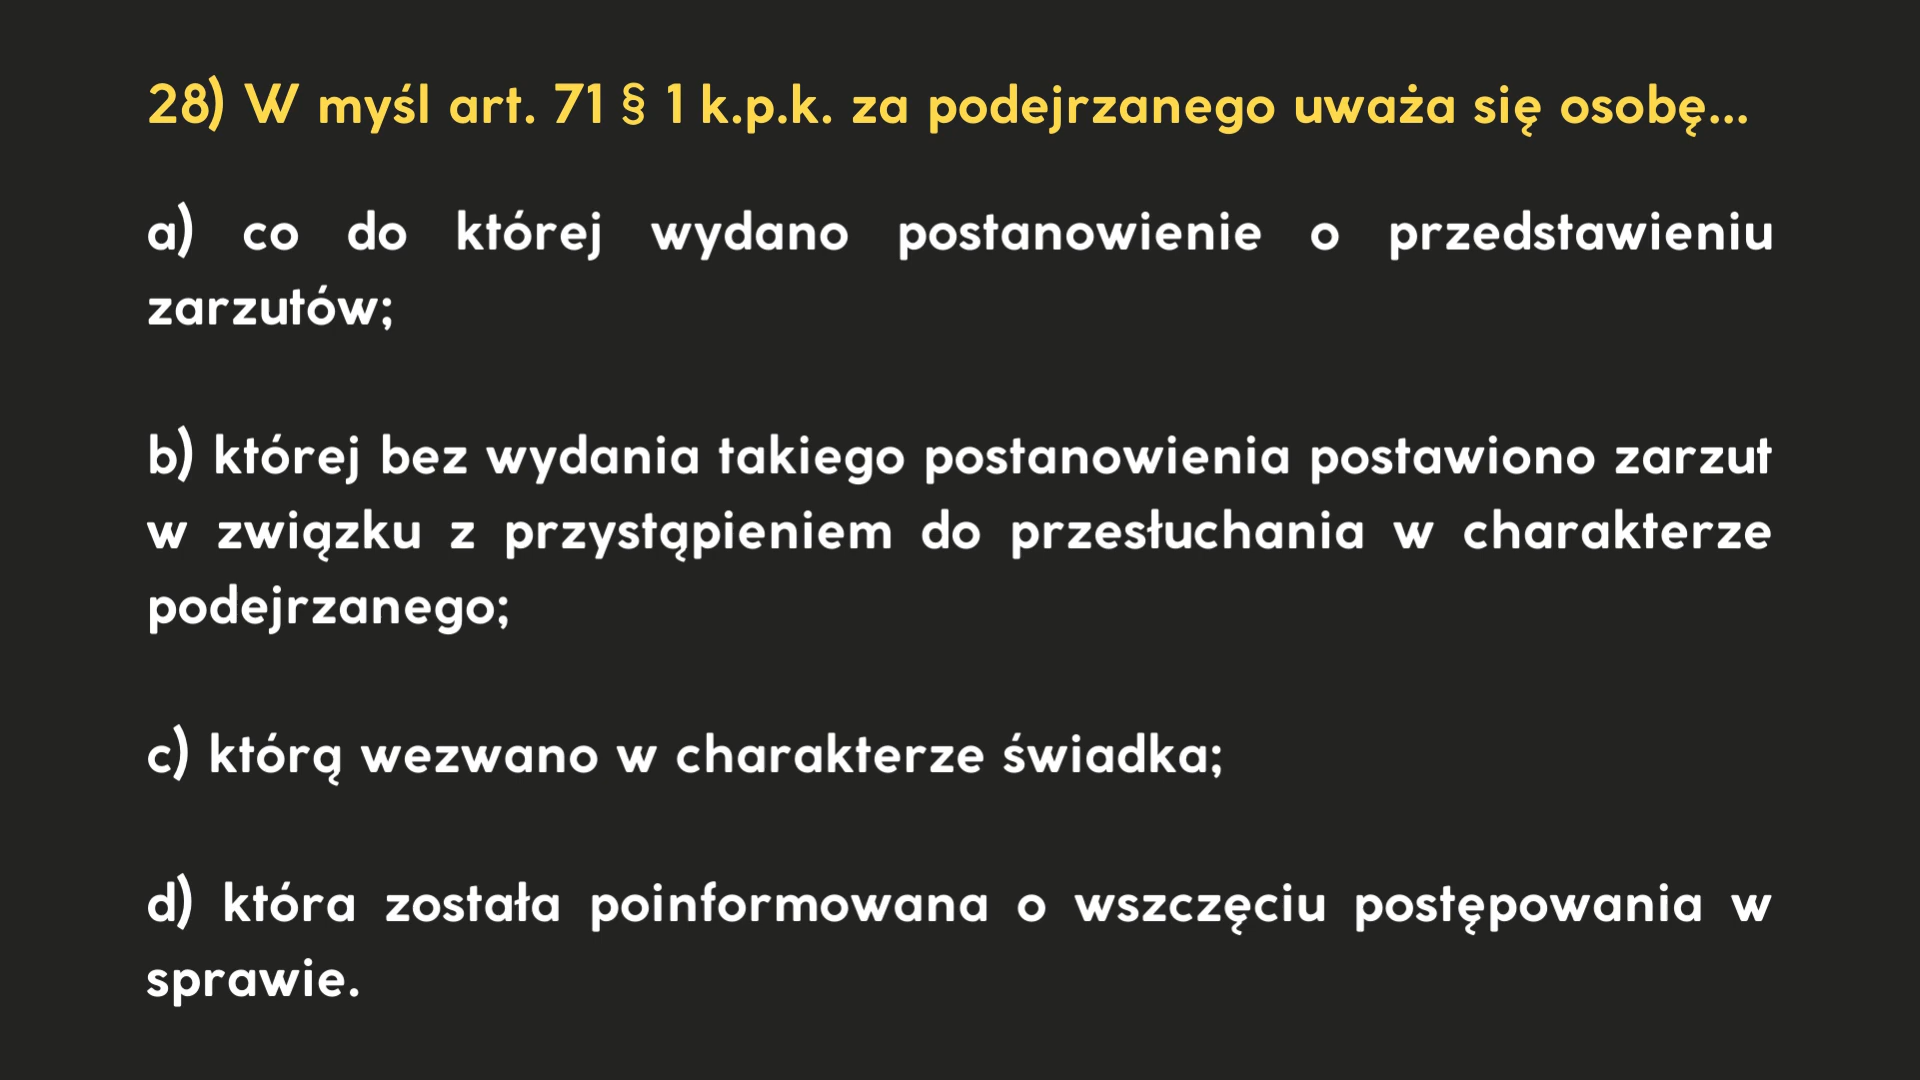 28) W myśl art. 71 § 1 k.p.k. za podejrzanego uważa się osobę...
a) co do której wydano postanowienie o przedstawieniu
zarzutów;
b) której bez wydania takiego postanowienia postawiono zarzut
w związku z przystąpieniem do przesłuchania w charakterze
podejrzanego;
c) którą wezwano w charakterze świadka;
d) która została poinformowana o wszczęciu postępowania w
sprawie.